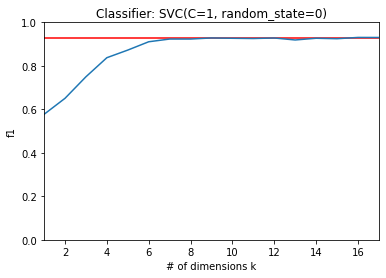 Classifier: SVC(C=1, random_state=0)
1.0
0.8
0.6
0.4
0.2
0.0
f1
2 4 6 8 10 12 14 16
# of dimensions k